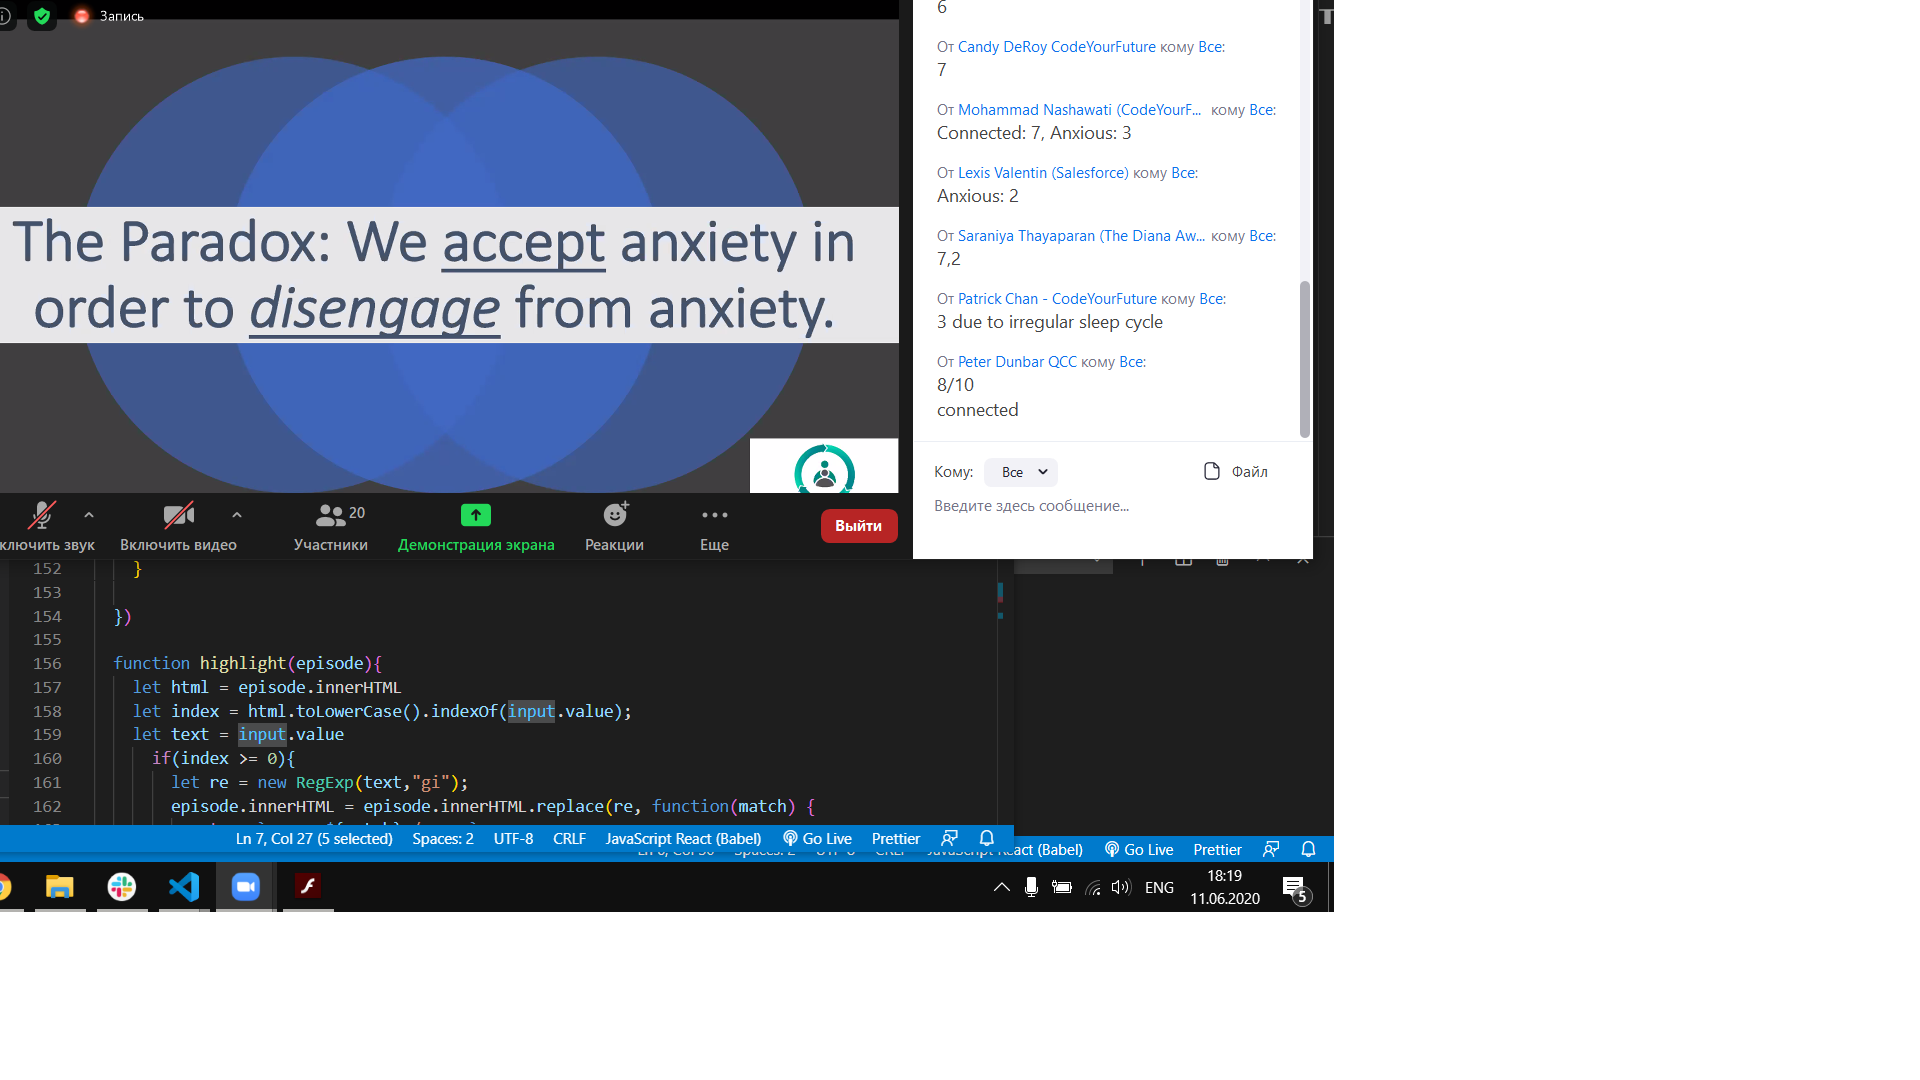 Запись
The Paradox: We accept anxiety in
order to disengage from anxiety.
6
От Candy DeRoy CodeYourFuture кому Все:
7
От Mohammad Nashawati (CodeYourF... кому Все:
Connected: 7, Anxious: 3
От Lexis Valentin (Salesforce) кому Все:
Anxious: 2
От Saraniya Thayaparan (The Diana Aw... кому Все:
7,2
От Patrick Chan - CodeYourFuture кому Все:
3 due to irregular sleep cycle
От Peter Dunbar QCC кому Все:
8/10
connected
Кому: Все Файл
Введите здесь сообщение...
20
ключить звук Включить видео Участники Демонстрация экрана Реакции Еще Выйти
152 }
153
154 })
155
156 function highlight(episode){
157 let html = episode.innerHTML
158 let index = html.toLowerCase().indexOf(input.value);
159 let text = input.value
160 if(index >= 0){
161 let re = new RegExp(text,"gi");
162 episode.innerHTML = episode.innerHTML.replace(re, function(match) {
Ln 7, Col 27 (5 selected) Spaces: 2 UTF-8 CRLF JavaScript React (Babel) Go Live Prettier
act (Babel) Go Live Prettier
ENG
18:19
11.06.2020
5